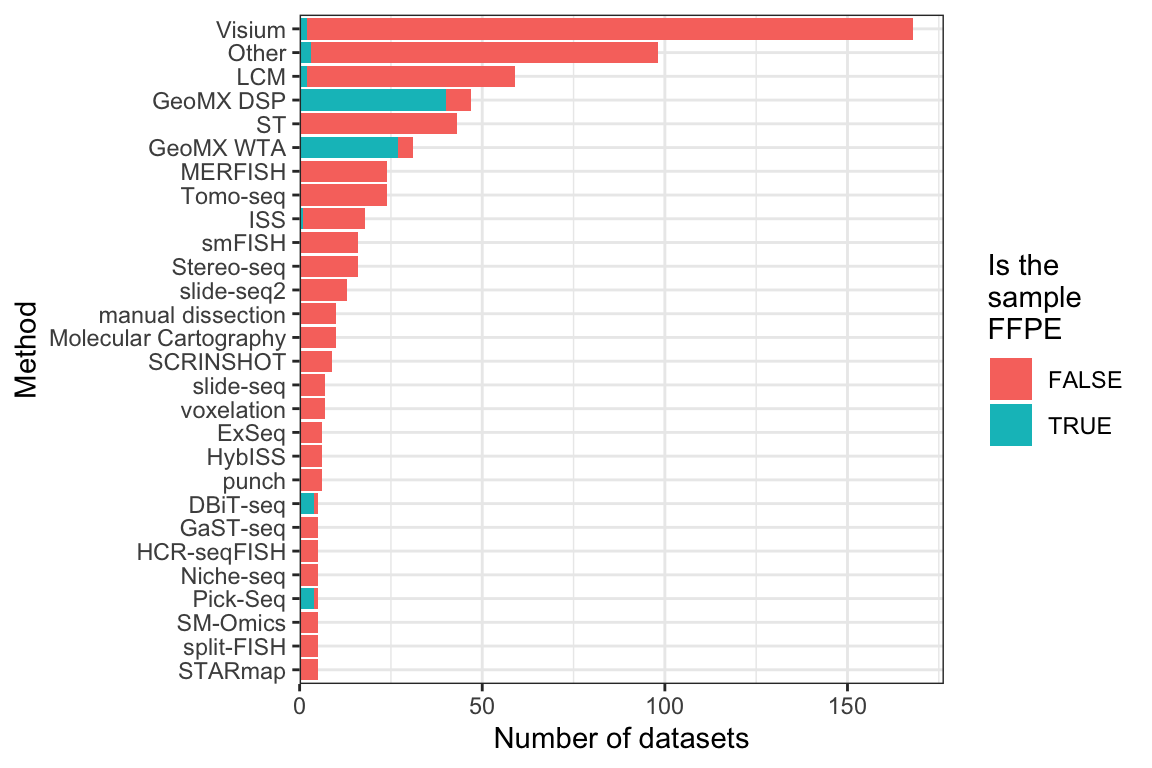 Visium
Other
LCM
GeoMX DSP
ST
GeoMX WTA
MERFISH
Tomo-seq
ISS
smFISH
Stereo-seq
slide-seq2
manual dissection
Molecular Cartography
SCRINSHOT
slide-seq
voxelation
ExSeq
HybISS
punch
DBiT-seq
GaST-seq
HCR-seqFISH
Niche-seq
Pick-Seq
SM-Omics
split-FISH
STARmap
Method
0 50 100 150
Number of datasets
Is the
sample
FFPE
FALSE
TRUE